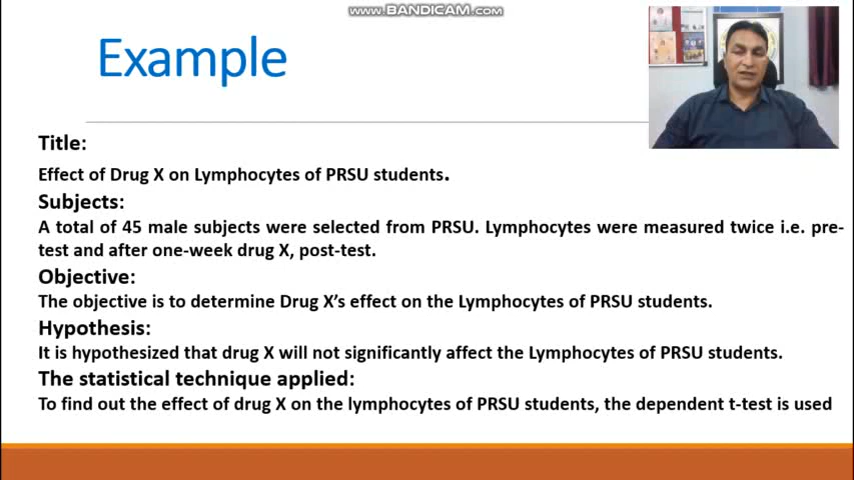 www.BANDICAM.com
Example
Title:
Effect of Drug X on Lymphocytes of PRSU students.
Subjects:
A total of 45 male subjects were selected from PRSU. Lymphocytes were measured twice i.e. pre-
test and after one-week drug X, post-test.
Objective:
The objective is to determine Drug X’s effect on the Lymphocytes of PRSU students.
Hypothesis:
It is hypothesized that drug X will not significantly affect the Lymphocytes of PRSU students.
The statistical technique applied:
To find out the effect of drug X on the lymphocytes of PRSU students, the dependent t-test is used